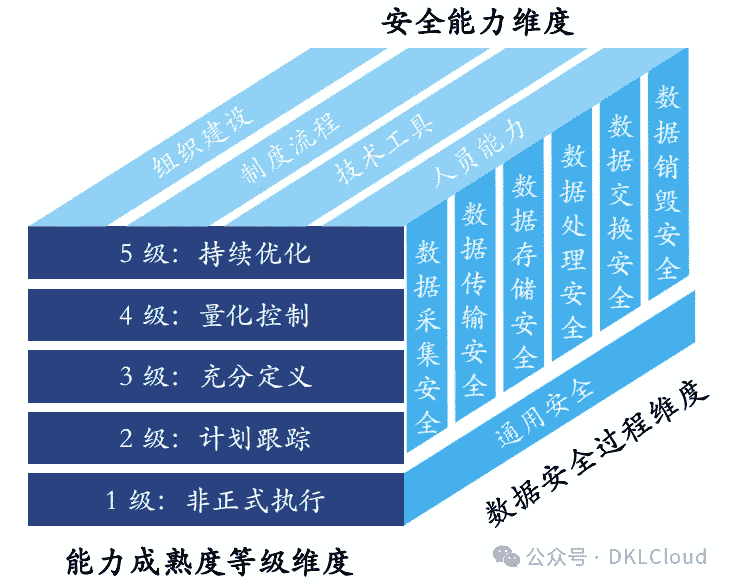 安全能力维度
组织建设
制度流程
技术工具
人员能力
5 级：持续优化
4 级：量化控制
3 级：充分定义
2 级：计划跟踪
1 级：非正式执行
数据采集安全
数据传输安全
数据存储安全
数据处理安全
数据交换安全
数据销毁安全
通用安全
数据安全过程维度
能力成熟度等级维度
公众号 · DKLCloud